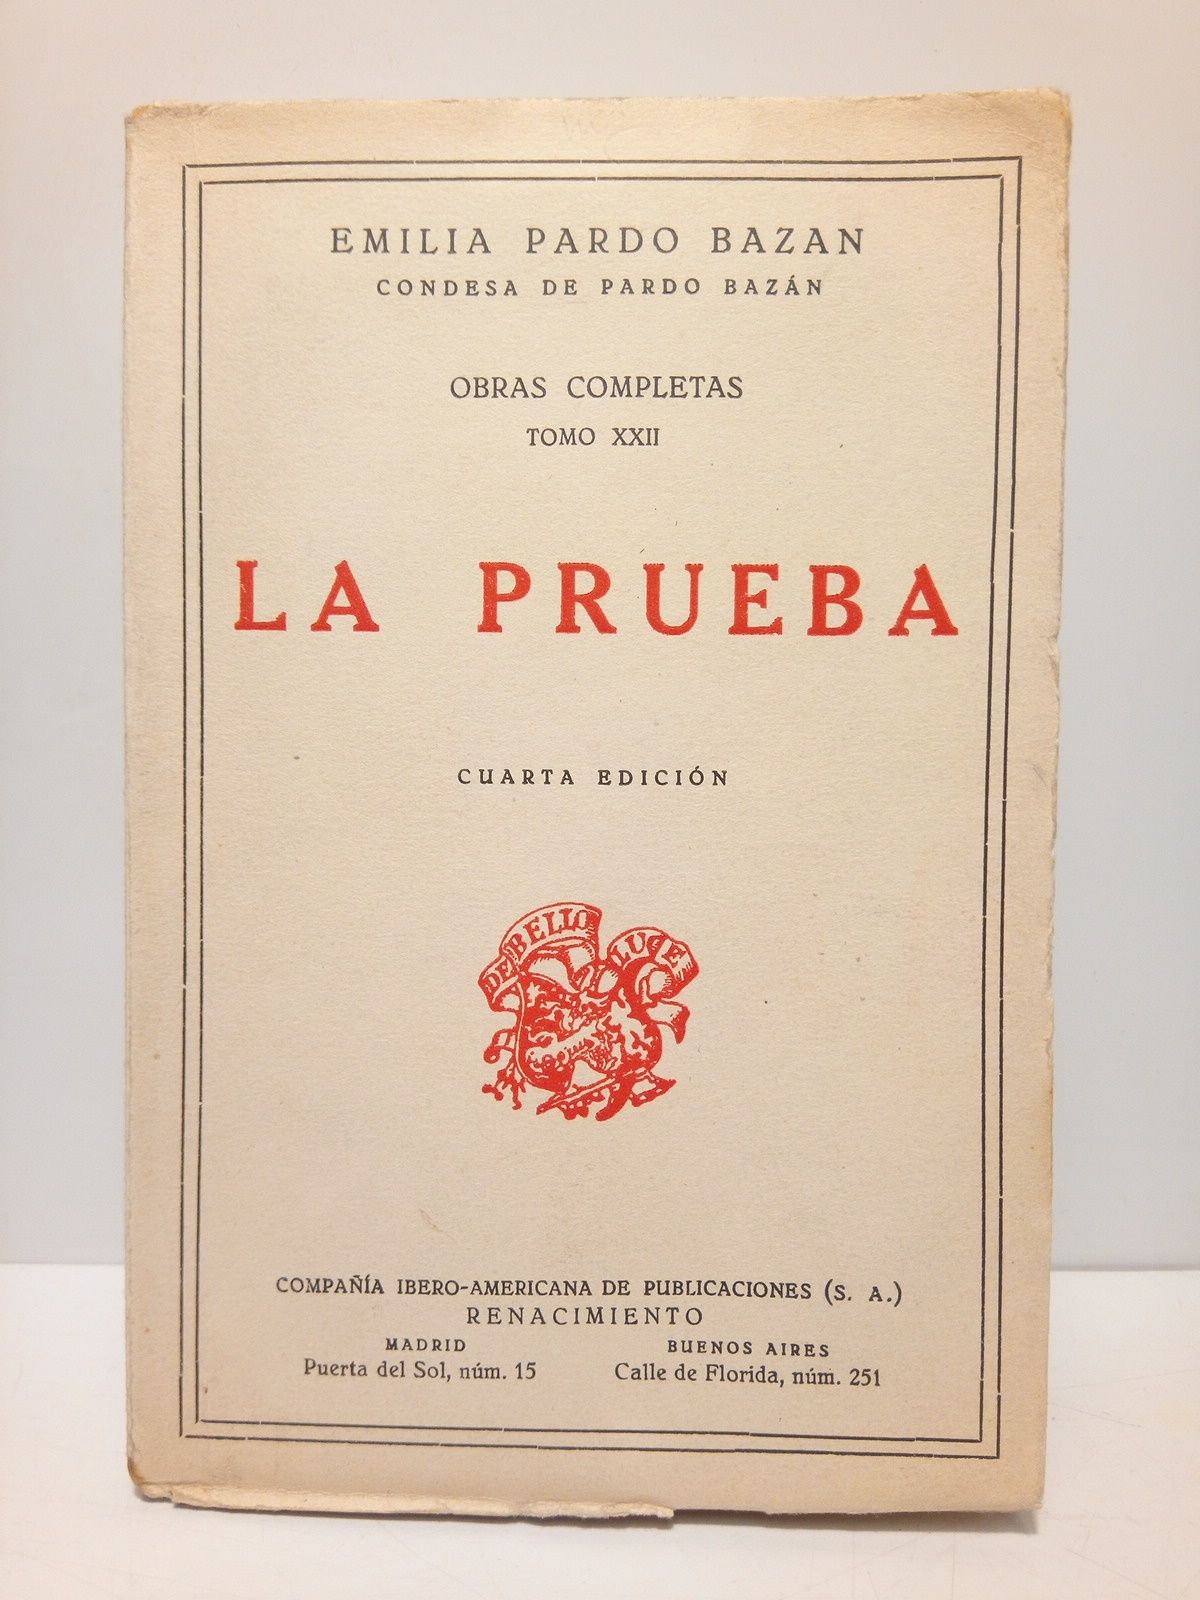 EMILIA PARDO BAZAN
CONDESA DE PARDO BAZÁN
OBRAS COMPLETAS
TOMO XXII
LA PRUEBA
CUARTA EDICIÓN
DE BELLO LUCE
COMPAÑÍA IBERO-AMERICANA DE PUBLICACIONES (S. A.)
RENACIMIENTO
MADRID
Puerta del Sol, núm. 15
BUENOS AIRES
Calle de Florida, núm. 251